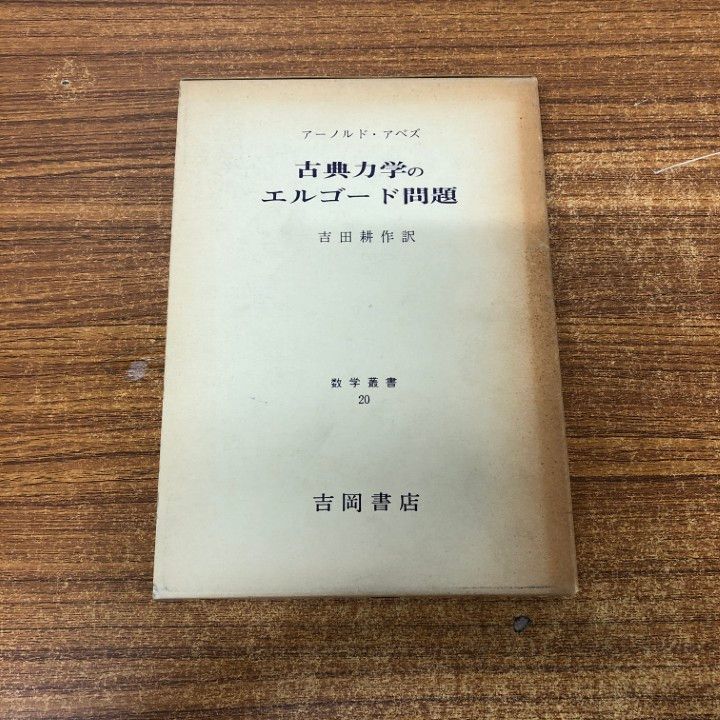 アーノルド・アベズ
古典力学の
エルゴード問題
吉田耕作訳
数学叢書
20
吉岡書店